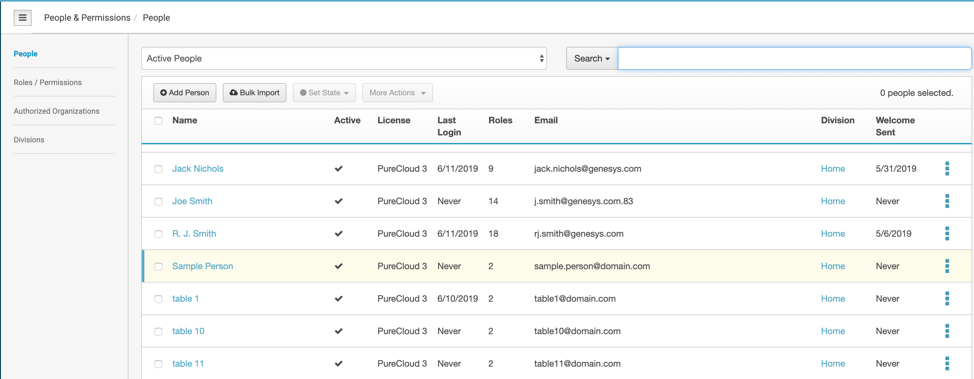 People & Permissions / People
People
Roles / Permissions
Authorized Organizations
Divisions
Active People
Search
Add Person Bulk Import Set State More Actions 0 people selected.
Name Active License Last Login Roles Email Division Welcome Sent
Jack Nichols PureCloud 3 6/11/2019 9 jack.nichols@genesys.com Home 5/31/2019
Joe Smith PureCloud 3 Never 14 j.smith@genesys.com.83 Home Never
R. J. Smith PureCloud 3 6/11/2019 18 rj.smith@genesys.com Home 5/6/2019
Sample Person PureCloud 3 Never 2 sample.person@domain.com Home Never
table 1 PureCloud 3 6/10/2019 2 table1@domain.com Home Never
table 10 PureCloud 3 Never 2 table10@domain.com Home Never
table 11 PureCloud 3 Never 2 table11@domain.com Home Never